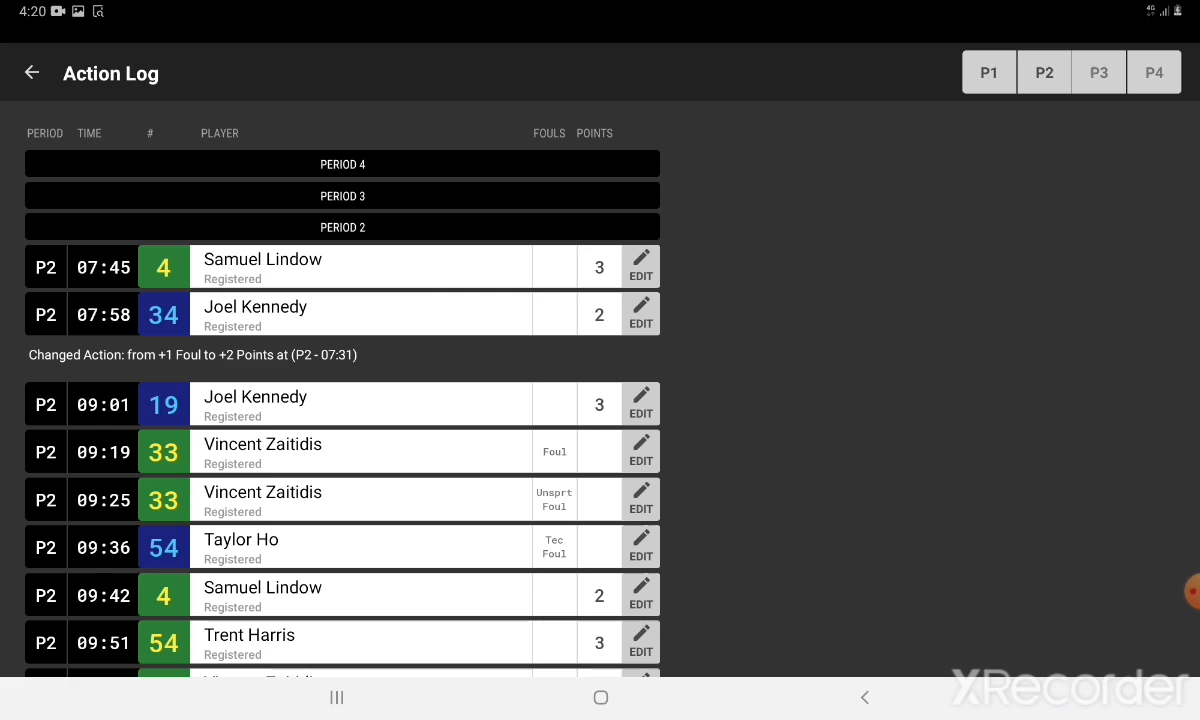 4:20
4G
Action Log
P1 P2 P3 P4
PERIOD TIME # PLAYER FOULS POINTS
PERIOD 4
PERIOD 3
PERIOD 2
P2 07:45 4 Samuel Lindow 3
Registered EDIT
P2 07:58 34 Joel Kennedy 2
Registered EDIT
Changed Action: from +1 Foul to +2 Points at (P2 - 07:31)
P2 09:01 19 Joel Kennedy 3
Registered EDIT
P2 09:19 33 Vincent Zaitidis Foul
Registered EDIT
P2 09:25 33 Vincent Zaitidis Unsprt
Registered Foul EDIT
P2 09:36 54 Taylor Ho Tec
Registered Foul EDIT
P2 09:42 4 Samuel Lindow 2
Registered EDIT
P2 09:51 54 Trent Harris 3
Registered EDIT
XRecorder